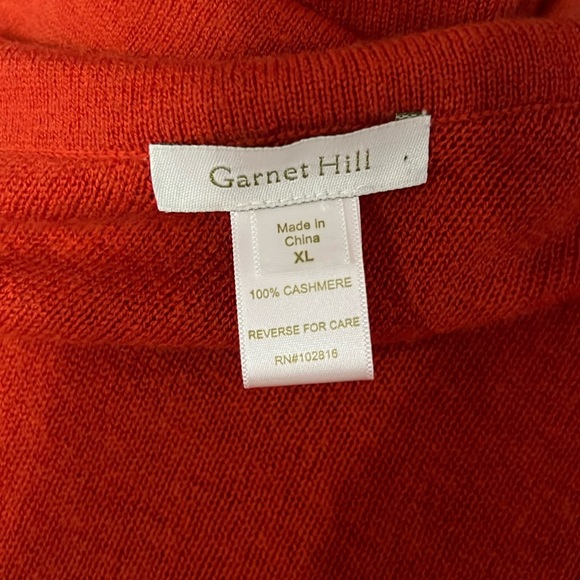 Garnet Hill
Made in
China
XL
100% CASHMERE
REVERSE FOR CARE
RN#102816